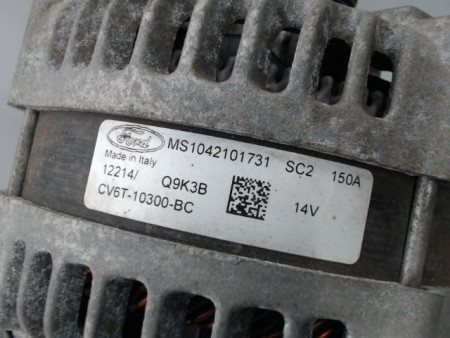 Ford MS1042101731 SC2 150A
Made in Italy
12214/ Q9K3B
CV6T-10300-BC 14V